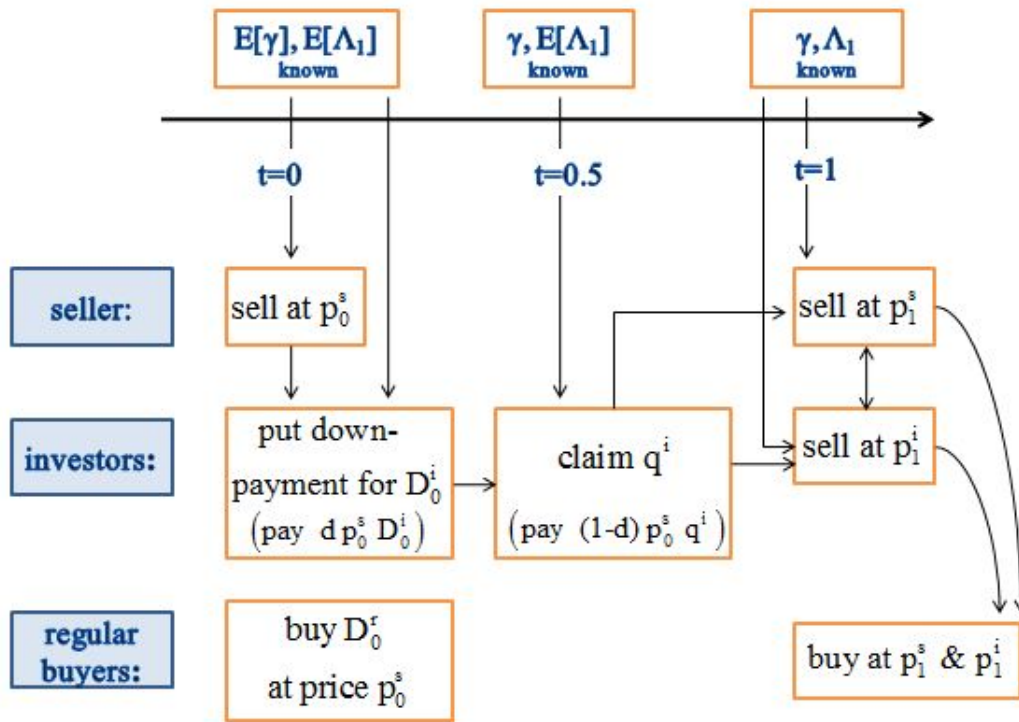 E[γ], E[Λ₁]
known
γ, E[Λ₁]
known
γ, Λ₁
known
t=0
t=0.5
t=1
seller:
sell at p₀ˢ
sell at p₁ˢ
investors:
put down-
payment for D₀ⁱ
(pay d p₀ˢ D₀ⁱ)
claim qⁱ
(pay (1-d) p₀ˢ qⁱ)
sell at p₁ⁱ
regular
buyers:
buy D₀ʳ
at price p₀ˢ
buy at p₁ˢ & p₁ⁱ